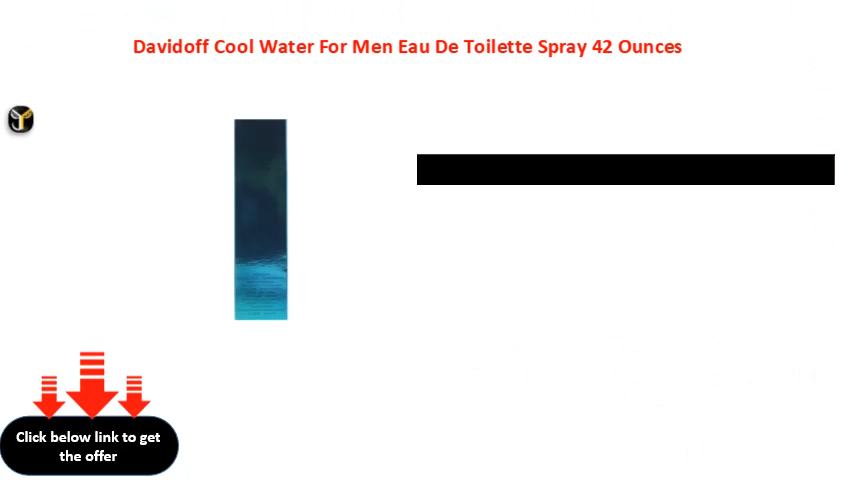 Davidoff Cool Water For Men Eau De Toilette Spray 42 Ounces
Click below link to get
the offer